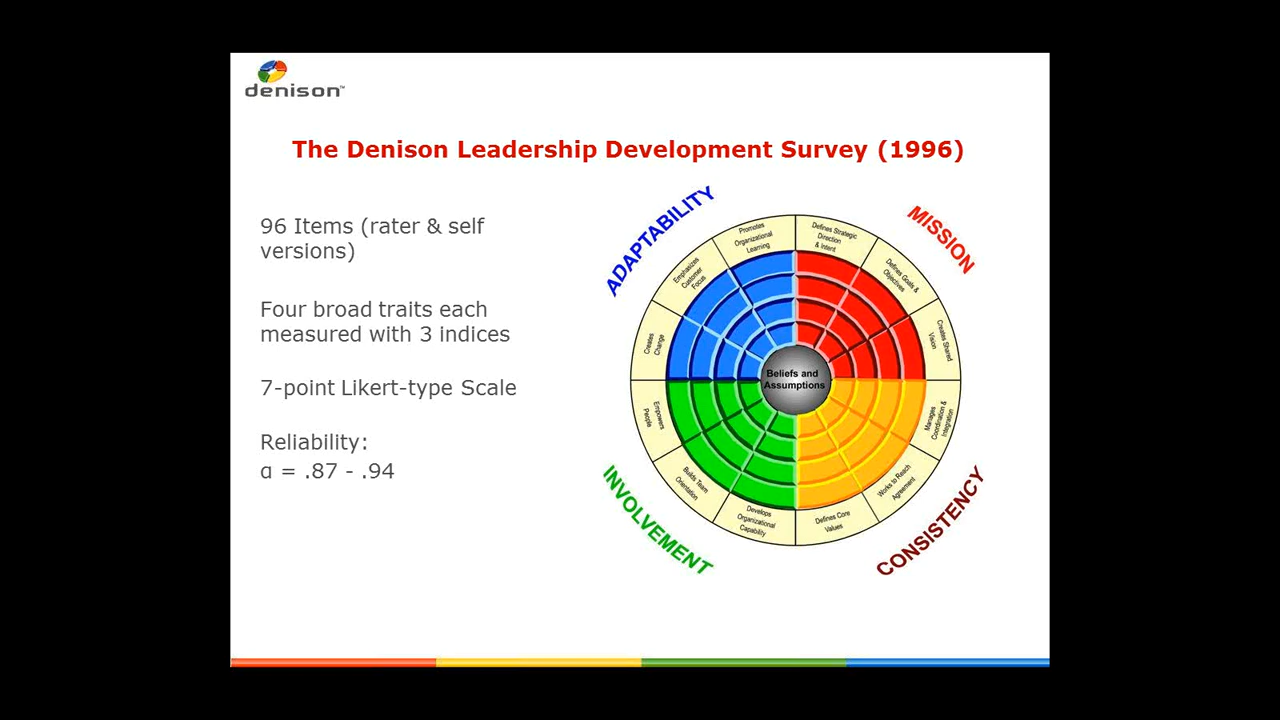 denison™
The Denison Leadership Development Survey (1996)
96 Items (rater & self
versions)
Four broad traits each
measured with 3 indices
7-point Likert-type Scale
Reliability:
α = .87 - .94
ADAPTABILITY
MISSION
Creates
Change
Emphasizes
Customer
Focus
Promotes
Organizational
Learning
Defines Strategic
Direction
& Intent
Defines Goals &
Objectives
Creates Shared
Vision
Beliefs and
Assumptions
Empowers
People
Builds Team
Orientation
Develops
Organizational
Capability
Defines Core
Values
Works to Reach
Agreement
Manages
Coordination &
Integration
INVOLVEMENT
CONSISTENCY